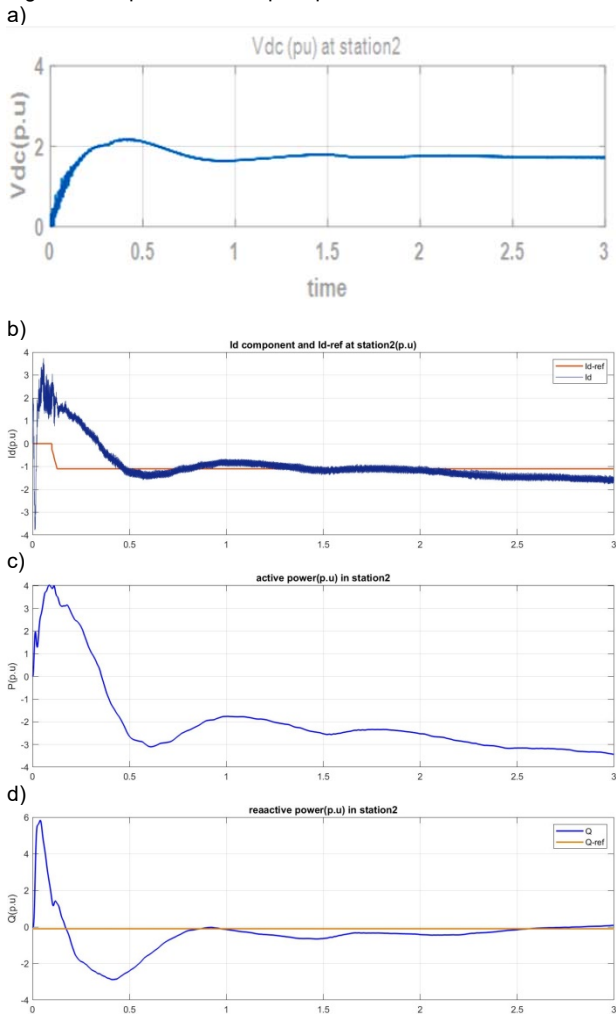 a)
Vdc (pu) at station2
Vdc(p.u)
4
2
0
0 0.5 1 1.5 2 2.5 3
time
b)
Id component and Id-ref at station2(p.u)
Id-ref
Id
Id(p.u)
4
3
2
1
0
-1
-2
-3
-4
0 0.5 1 1.5 2 2.5 3
c)
active power(p.u) in station2
P(p.u)
4
3
2
1
0
-1
-2
-3
-4
0 0.5 1 1.5 2 2.5 3
d)
reaactive power(p.u) in station2
Q
Q-ref
Q(p.u)
6
4
2
0
-2
-4
0 0.5 1 1.5 2 2.5 3